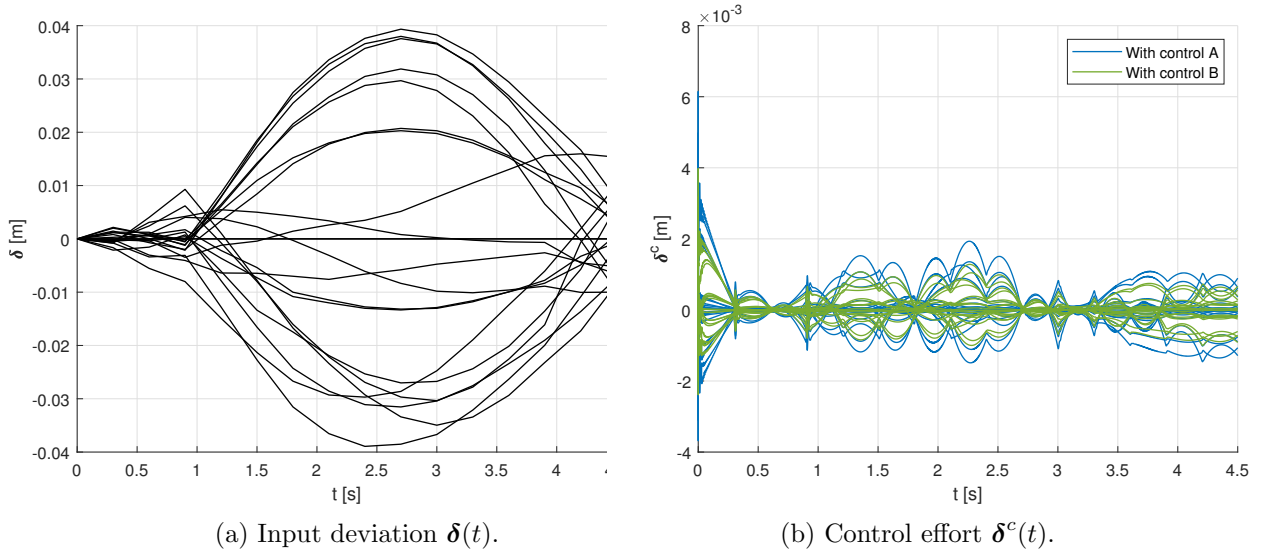 0.04
0.03
0.02
0.01
0
-0.01
-0.02
-0.03
-0.04
δ [m]
0 0.5 1 1.5 2 2.5 3 3.5 4 4
t [s]
(a) Input deviation δ(t).
×10⁻³
8
6
4
2
0
-2
-4
δᶜ [m]
With control A
With control B
0 0.5 1 1.5 2 2.5 3 3.5 4 4.5
t [s]
(b) Control effort δᶜ(t).